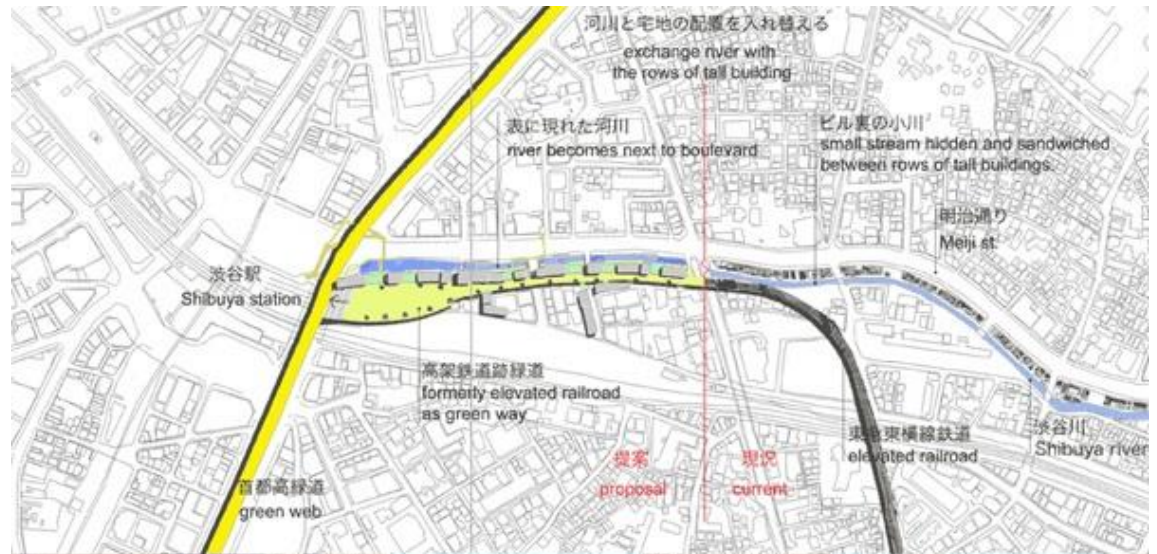 河川と宅地の配置を入れ替える
exchange river with
the rows of tall building
表に現れた河川
river becomes next to boulevard
ビル裏の小川
small stream hidden and sandwiched
between rows of tall buildings.
明治通り
Meiji st.
渋谷駅
Shibuya station
高架鉄道跡緑道
formerly elevated railroad
as green way
東急東横線鉄道
elevated railroad
渋谷川
Shibuya river
提案
proposal
現況
current
首都高緑道
green web